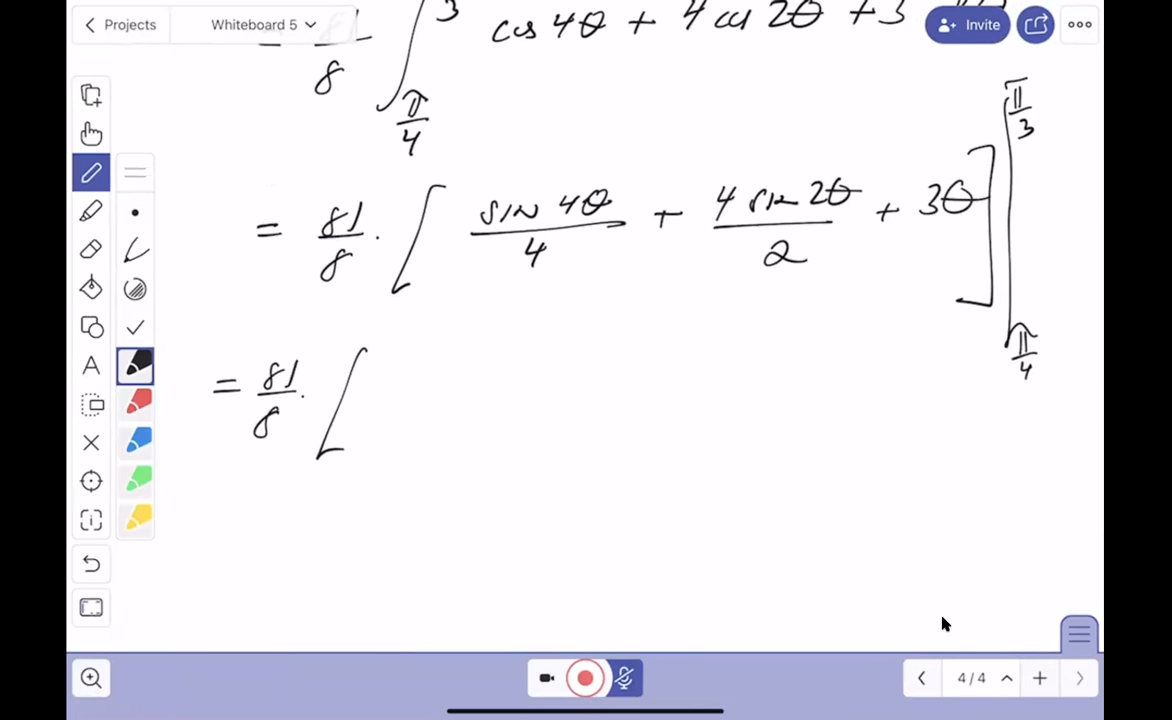 Projects
Whiteboard 5
Invite
= 81/8 ∫ π/4 3 cos 4θ + 4 cos 2θ + 3
= 81/8 . [ sin 4θ / 4 + 4 sin 2θ / 2 + 3θ ] | π/3 π/4
= 81/8 . [
A
4/4